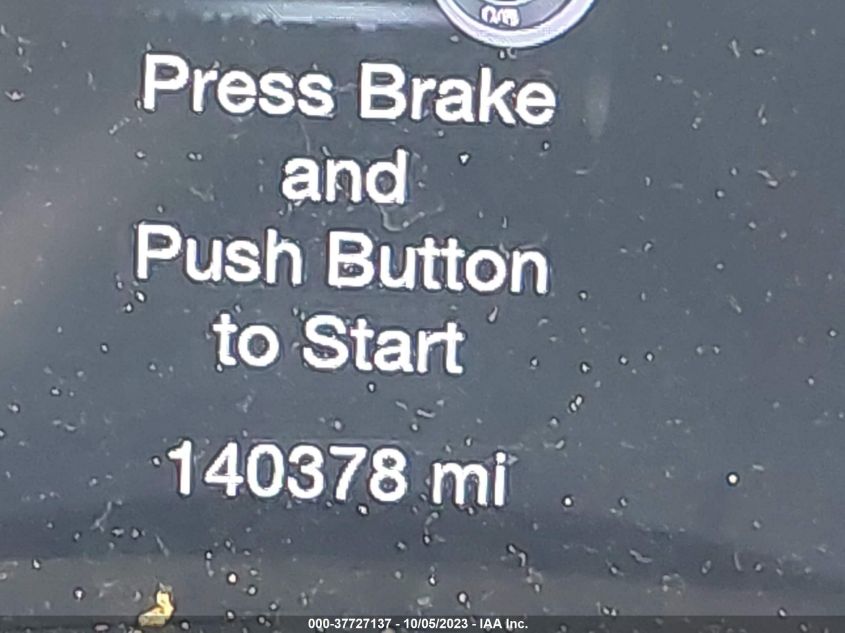 Press Brake
and
Push Button
to Start
140378 mi
000-37727137 - 10/05/2023 - IAA Inc.